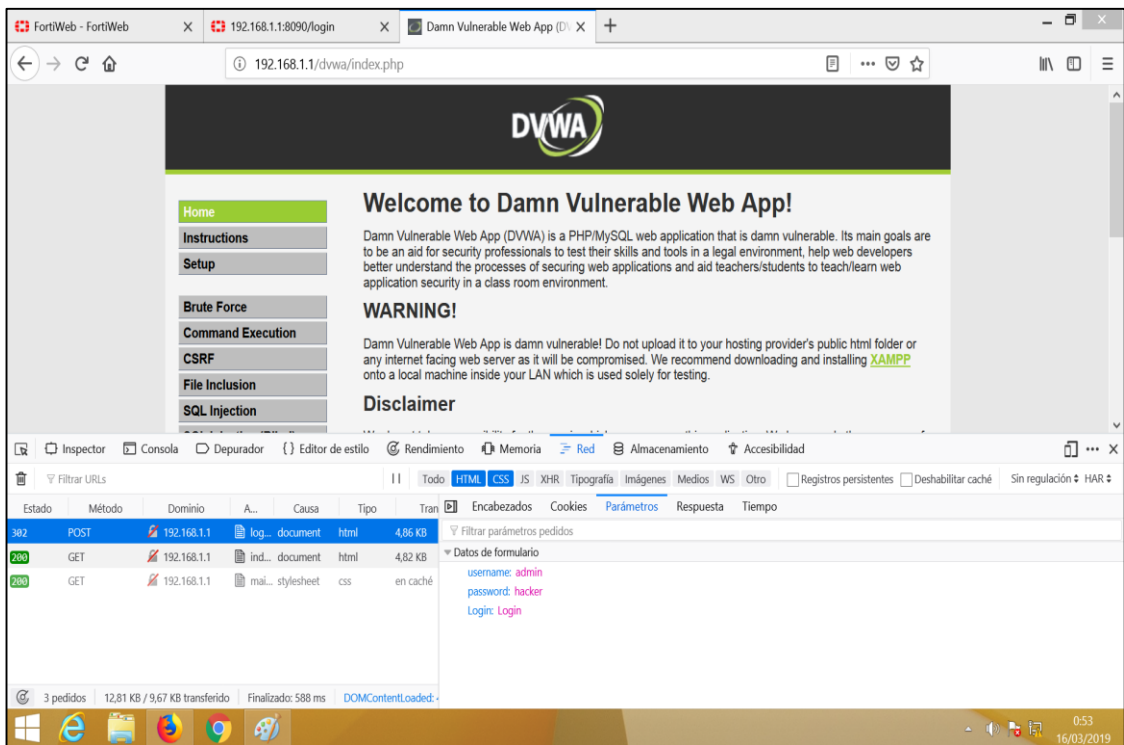 FortiWeb - FortiWeb
192.168.1.1:8090/login
Damn Vulnerable Web App (DV
192.168.1.1/dvwa/index.php
DVWA
Home
Instructions
Setup
Brute Force
Command Execution
CSRF
File Inclusion
SQL Injection
Welcome to Damn Vulnerable Web App!
Damn Vulnerable Web App (DVWA) is a PHP/MySQL web application that is damn vulnerable. Its main goals are
to be an aid for security professionals to test their skills and tools in a legal environment, help web developers
better understand the processes of securing web applications and aid teachers/students to teach/learn web
application security in a class room environment.
WARNING!
Damn Vulnerable Web App is damn vulnerable! Do not upload it to your hosting provider's public html folder or
any internet facing web server as it will be compromised. We recommend downloading and installing XAMPP
onto a local machine inside your LAN which is used solely for testing.
Disclaimer
Inspector Consola Depurador {} Editor de estilo Rendimiento Memoria Red Almacenamiento Accesibilidad
Filtrar URLs Todo HTML CSS JS XHR Tipografía Imágenes Medios WS Otro Registros persistentes Deshabilitar caché Sin regulación HAR
Estado Método Dominio A... Causa Tipo Tran
302 POST 192.168.1.1 log... document html 4,86 KB
200 GET 192.168.1.1 ind... document html 4,82 KB
200 GET 192.168.1.1 mai... stylesheet css en caché
Encabezados Cookies Parámetros Respuesta Tiempo
Filtrar parámetros pedidos
Datos de formulario
username: admin
password: hacker
Login: Login
3 pedidos 12,81 KB / 9,67 KB transferido Finalizado: 588 ms DOMContentLoaded:
0:53
16/03/2019